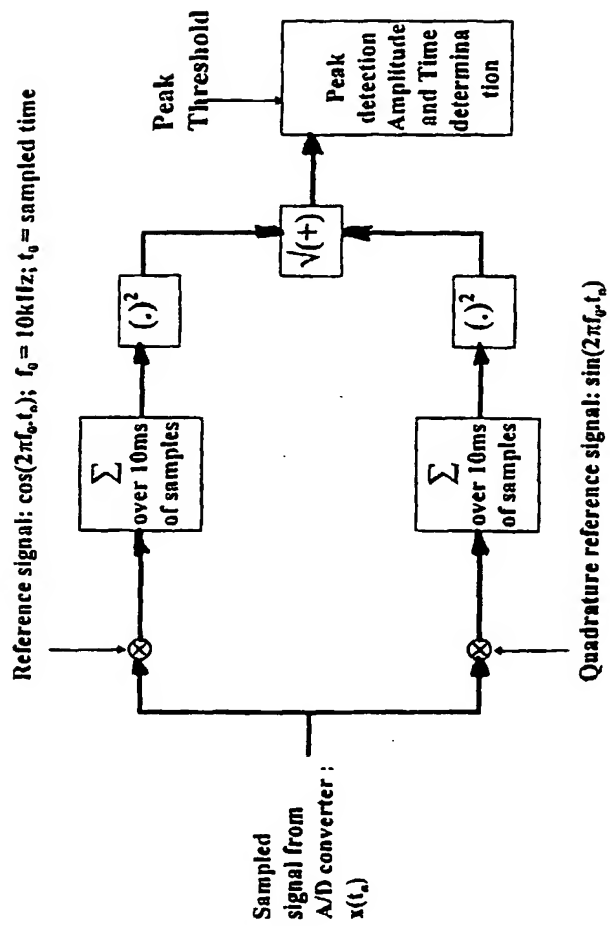 Reference signal: cos(2πf₀.tₙ); f₀ = 10kHz; t₀ = sampled time
Peak
Threshold
Σ
over 10ms
of samples
(.)²
Peak
detection
Amplitude
and Time
determina
tion
√(+)
Sampled
signal from
A/D converter :
x(tₙ)
Σ
over 10ms
of samples
(.)²
Quadrature reference signal: sin(2πf₀.tₙ)